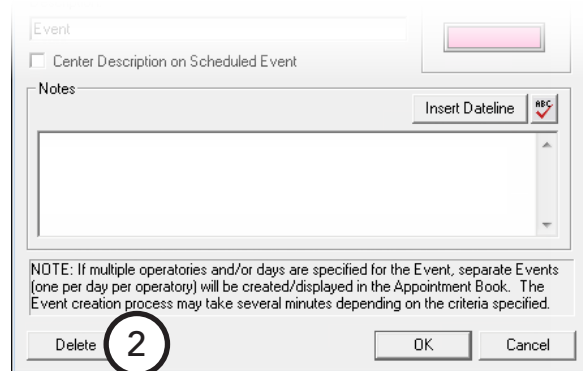 Event
Center Description on Scheduled Event
Notes
Insert Dateline
ABC
NOTE: If multiple operatories and/or days are specified for the Event, separate Events
(one per day per operatory) will be created/displayed in the Appointment Book. The
Event creation process may take several minutes depending on the criteria specified.
Delete 2 OK Cancel